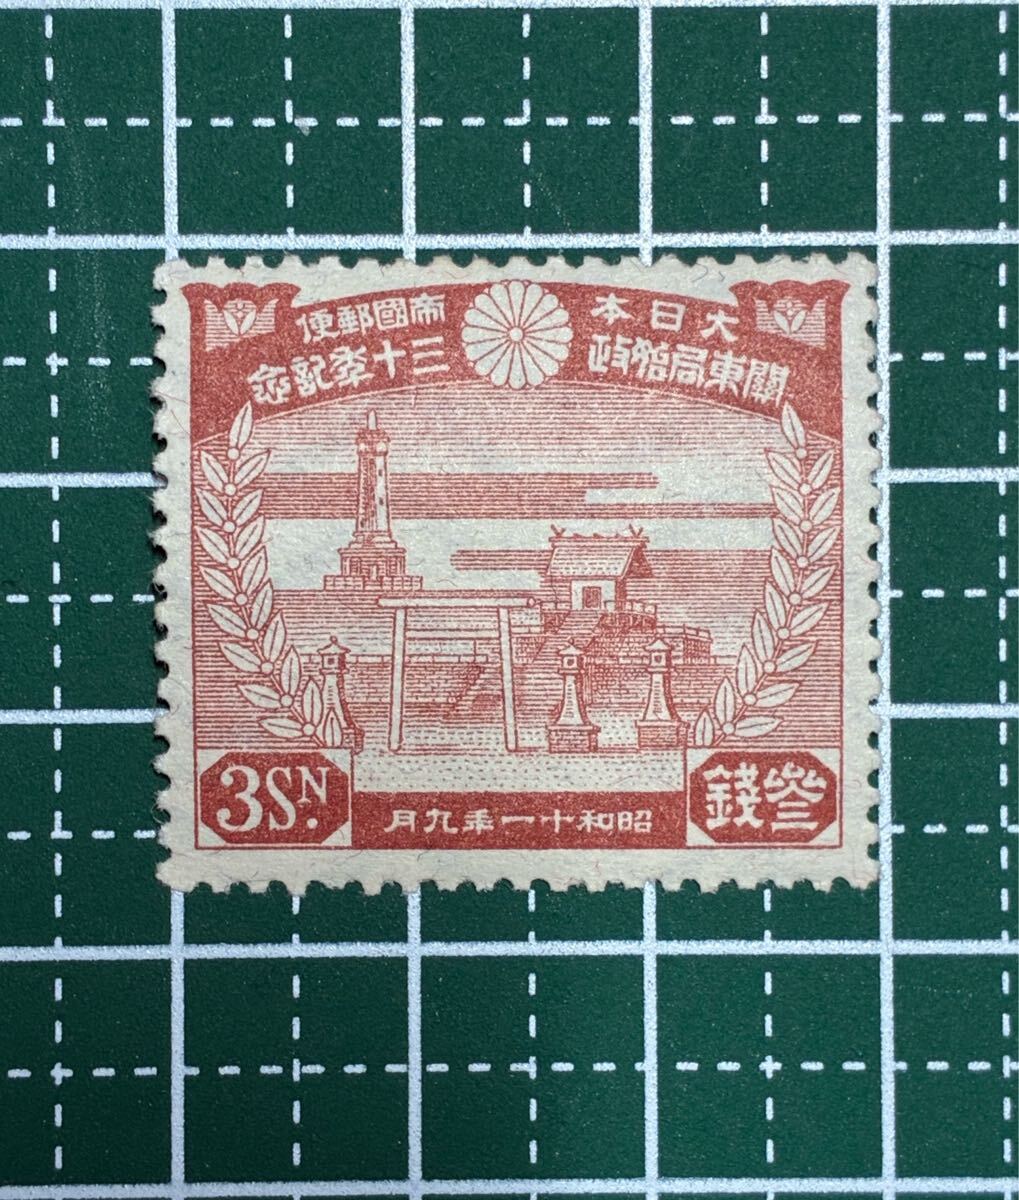 大日本
帝國郵便
關東局始政
三十年記念
3SN.
昭和十一年九月
參錢